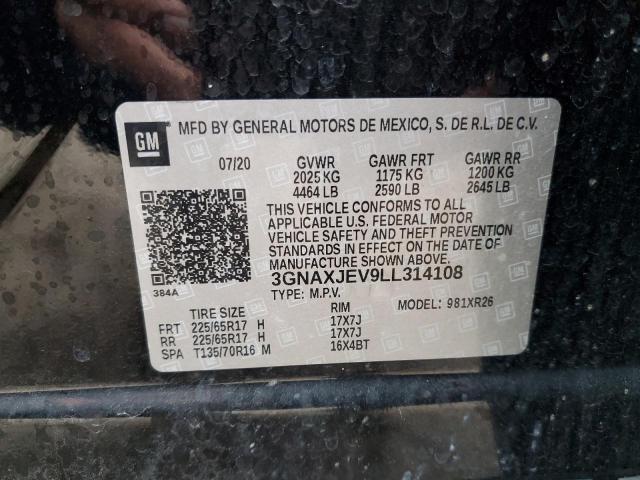 GM MFD BY GENERAL MOTORS DE MEXICO, S. DE R.L. DE C.V.
07/20 GVWR GAWR FRT GAWR RR
2025 KG 1175 KG 1200 KG
4464 LB 2590 LB 2645 LB
THIS VEHICLE CONFORMS TO ALL
APPLICABLE U.S. FEDERAL MOTOR
VEHICLE SAFETY AND THEFT PREVENTION
STANDARDS IN EFFECT ON THE DATE OF
MANUFACTURE SHOWN ABOVE.
3GNAXJEV9LL314108
384A TYPE: M.P.V.
MODEL: 981XR26
TIRE SIZE RIM
FRT 225/65R17 H 17X7J
RR 225/65R17 H 17X7J
SPA T135/70R16 M 16X4BT